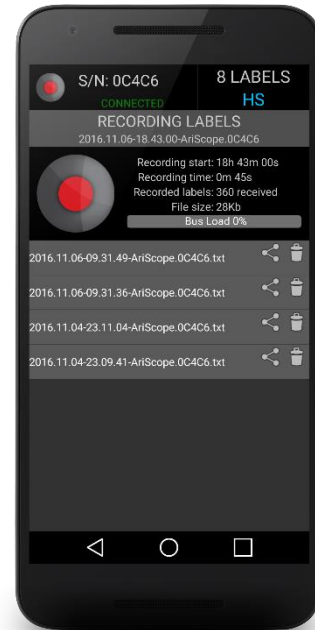 S/N: 0C4C6
CONNECTED
8 LABELS
HS
RECORDING LABELS
2016.11.06-18.43.00-AriScope.0C4C6
Recording start: 18h 43m 00s
Recording time: 0m 45s
Recorded labels: 360 received
File size: 28Kb
Bus Load 0%
2016.11.06-09.31.49-AriScope.0C4C6.txt
2016.11.06-09.31.36-AriScope.0C4C6.txt
2016.11.04-23.11.04-AriScope.0C4C6.txt
2016.11.04-23.09.41-AriScope.0C4C6.txt